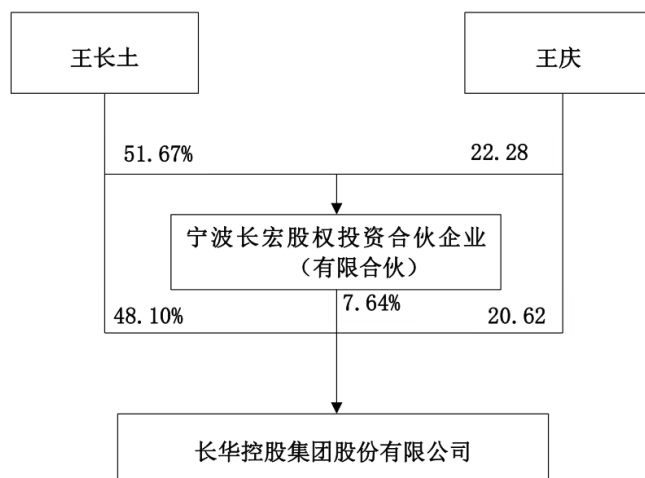 王长土
王庆
51.67%
22.28
宁波长宏股权投资合伙企业
（有限合伙）
7.64%
48.10%
20.62
长华控股集团股份有限公司